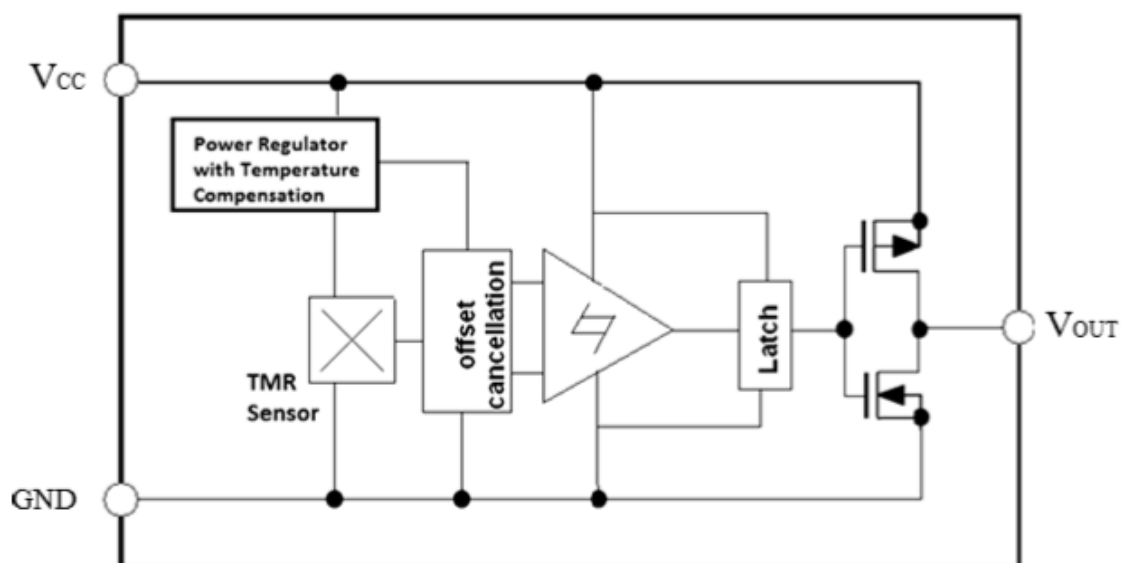 VCC
Power Regulator
with Temperature
Compensation
offset
cancellation
Latch
VOUT
TMR
Sensor
GND